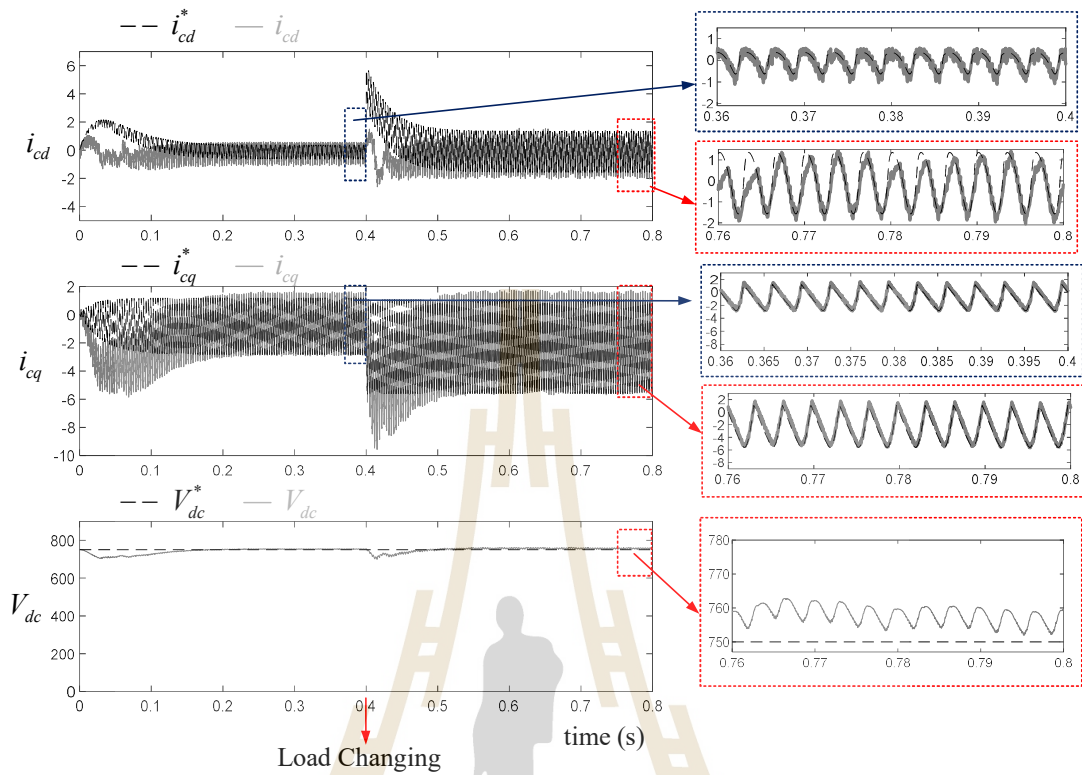 -- i*cd — icd
icd
6
4
2
0
-2
-4
0 0.1 0.2 0.3 0.4 0.5 0.6 0.7 0.8
1
0
-1
-2
0.36 0.37 0.38 0.39 0.4
1
0
-1
-2
0.76 0.77 0.78 0.79 0.8
-- i*cq — icq
icq
2
0
-2
-4
-6
-8
-10
0 0.1 0.2 0.3 0.4 0.5 0.6 0.7 0.8
2
0
-2
-4
-6
-8
0.36 0.365 0.37 0.375 0.38 0.385 0.39 0.395 0.4
2
0
-2
-4
-6
-8
0.76 0.77 0.78 0.79 0.8
-- V*dc — Vdc
Vdc
800
600
400
200
0
0 0.1 0.2 0.3 0.4 0.5 0.6 0.7 0.8
780
770
760
750
0.76 0.77 0.78 0.79 0.8
time (s)
Load Changing